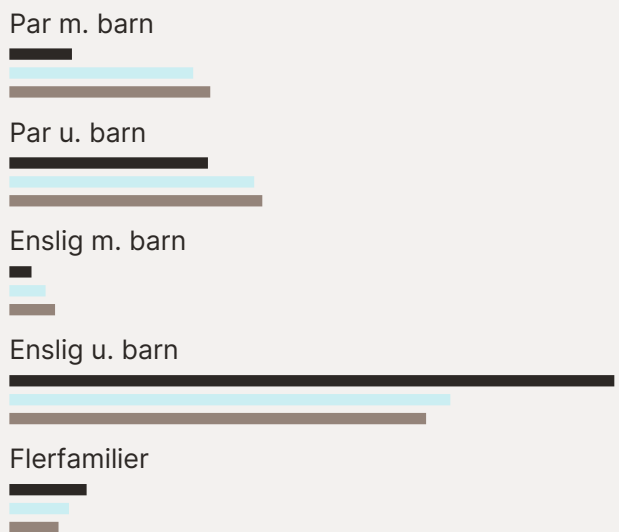 Par m. barn
Par u. barn
Enslig m. barn
Enslig u. barn
Flerfamilier